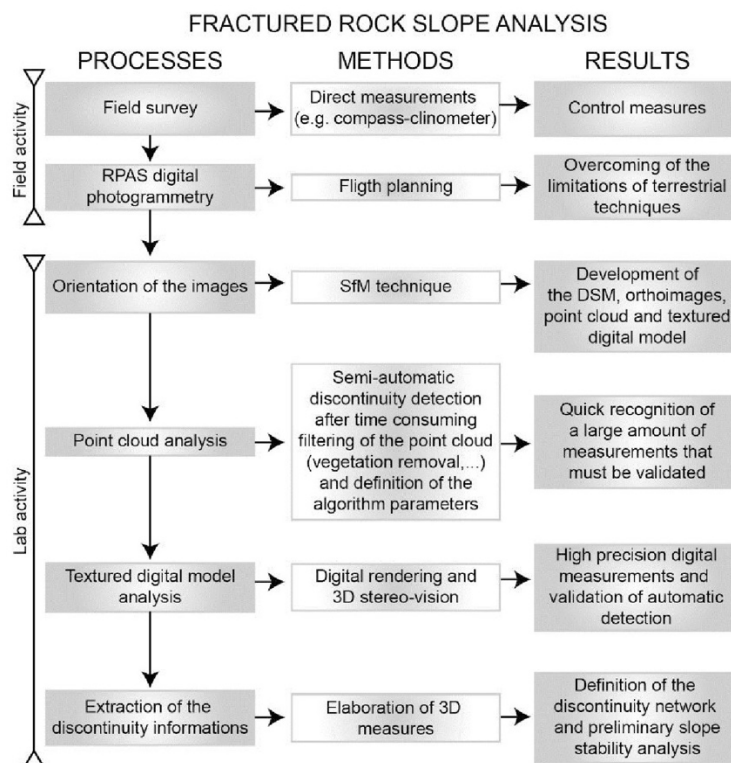 FRACTURED ROCK SLOPE ANALYSIS
PROCESSES
METHODS
RESULTS
Field activity
Field survey
Direct measurements
(e.g. compass-clinometer)
Control measures
RPAS digital
photogrammetry
Fligth planning
Overcoming of the
limitations of terrestrial
techniques
Lab activity
Orientation of the images
SfM technique
Development of
the DSM, orthoimages,
point cloud and textured
digital model
Point cloud analysis
Semi-automatic
discontinuity detection
after time consuming
filtering of the point cloud
(vegetation removal,...)
and definition of the
algorithm parameters
Quick recognition of
a large amount of
measurements that
must be validated
Textured digital model
analysis
Digital rendering and
3D stereo-vision
High precision digital
measurements and
validation of automatic
detection
Extraction of the
discontinuity informations
Elaboration of 3D
measures
Definition of the
discontinuity network
and preliminary slope
stability analysis